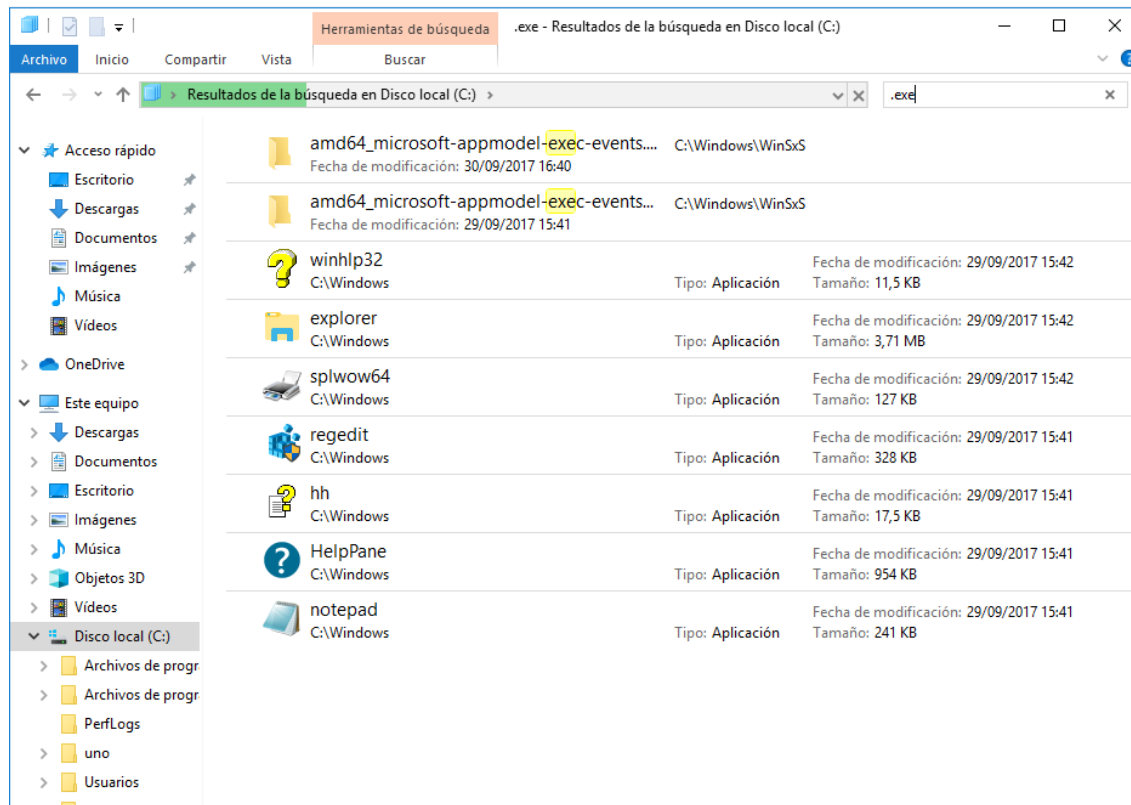 Herramientas de búsqueda
.exe - Resultados de la búsqueda en Disco local (C:)
Archivo Inicio Compartir Vista Buscar
Resultados de la búsqueda en Disco local (C:)
.exe
Acceso rápido
Escritorio
Descargas
Documentos
Imágenes
Música
Vídeos
OneDrive
Este equipo
Descargas
Documentos
Escritorio
Imágenes
Música
Objetos 3D
Vídeos
Disco local (C:)
Archivos de progr
Archivos de progr
PerfLogs
uno
Usuarios
amd64_microsoft-appmodel-exec-events.... C:\Windows\WinSxS
Fecha de modificación: 30/09/2017 16:40
amd64_microsoft-appmodel-exec-events... C:\Windows\WinSxS
Fecha de modificación: 29/09/2017 15:41
winhlp32 Fecha de modificación: 29/09/2017 15:42
C:\Windows Tipo: Aplicación Tamaño: 11,5 KB
explorer Fecha de modificación: 29/09/2017 15:42
C:\Windows Tipo: Aplicación Tamaño: 3,71 MB
splwow64 Fecha de modificación: 29/09/2017 15:42
C:\Windows Tipo: Aplicación Tamaño: 127 KB
regedit Fecha de modificación: 29/09/2017 15:41
C:\Windows Tipo: Aplicación Tamaño: 328 KB
hh Fecha de modificación: 29/09/2017 15:41
C:\Windows Tipo: Aplicación Tamaño: 17,5 KB
HelpPane Fecha de modificación: 29/09/2017 15:41
C:\Windows Tipo: Aplicación Tamaño: 954 KB
notepad Fecha de modificación: 29/09/2017 15:41
C:\Windows Tipo: Aplicación Tamaño: 241 KB